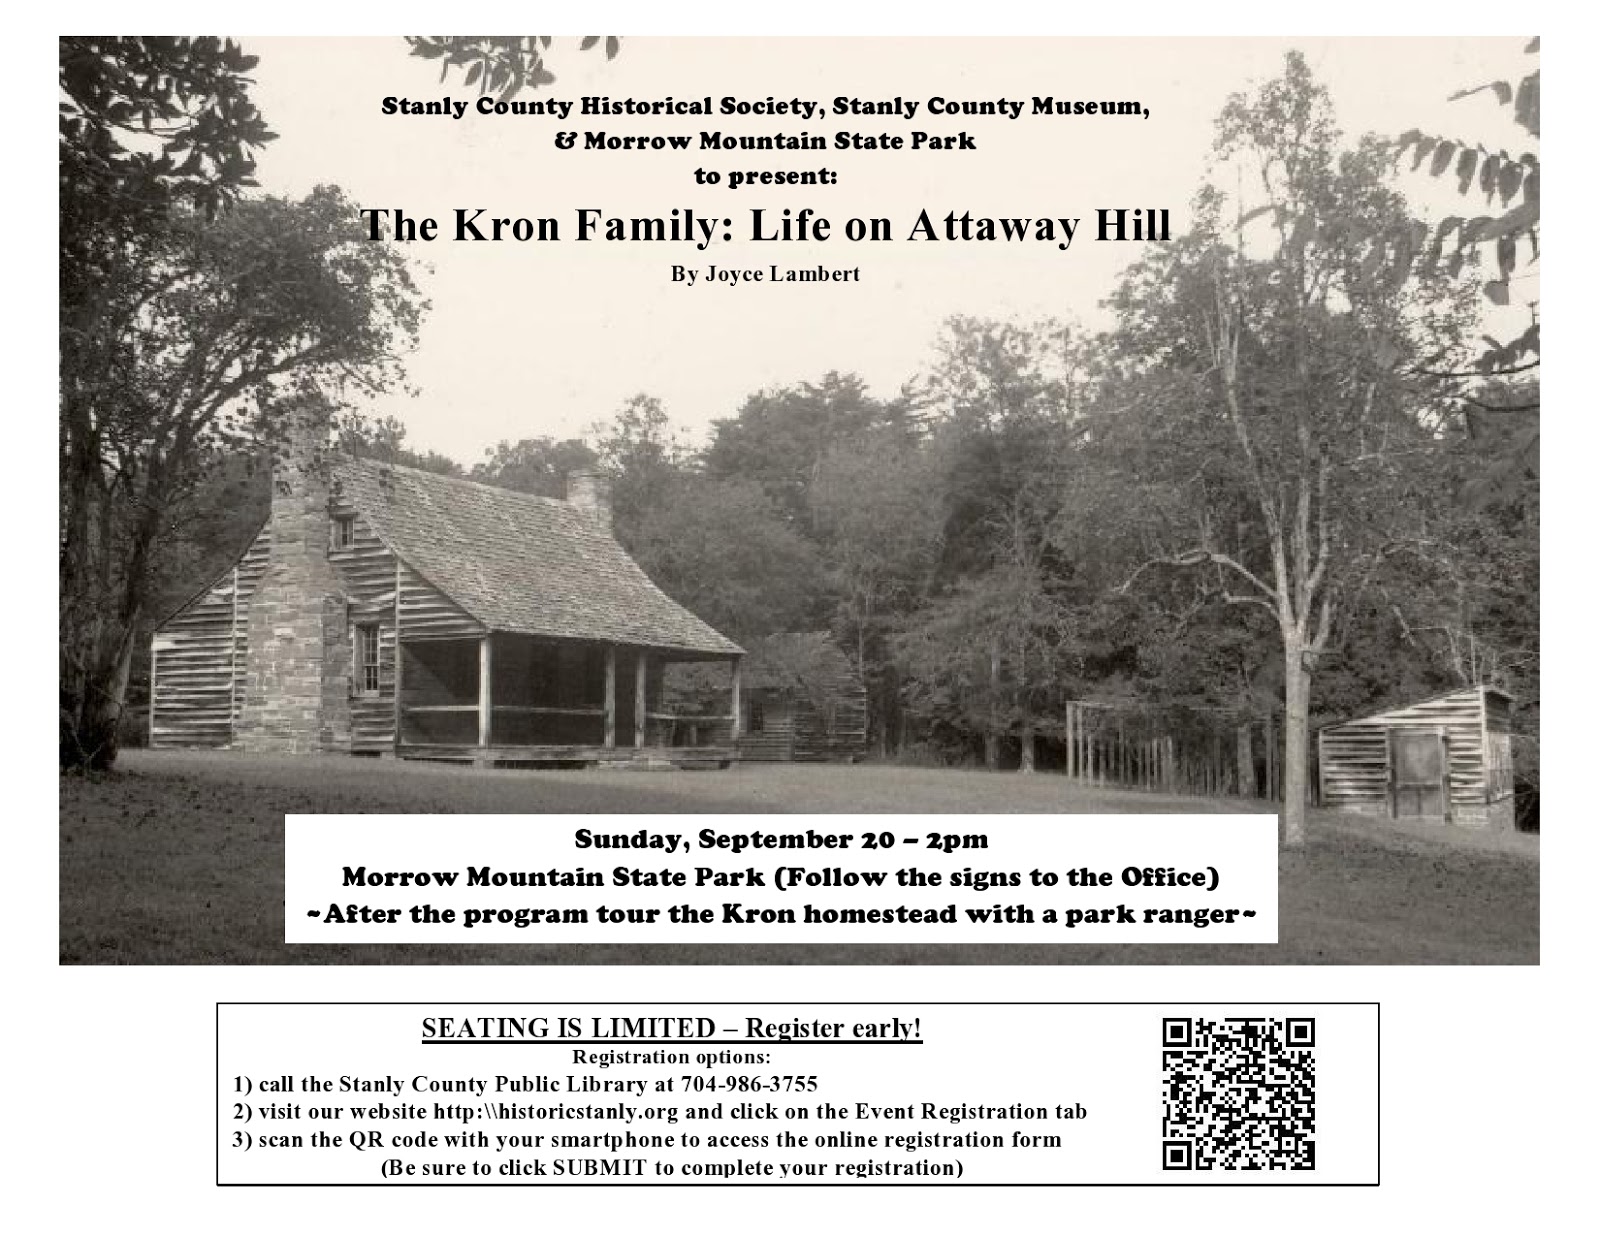 Stanly County Historical Society, Stanly County Museum,
& Morrow Mountain State Park
to present:
The Kron Family: Life on Attaway Hill
By Joyce Lambert
Sunday, September 20 – 2pm
Morrow Mountain State Park (Follow the signs to the Office)
~After the program tour the Kron homestead with a park ranger~
SEATING IS LIMITED – Register early!
Registration options:
1) call the Stanly County Public Library at 704-986-3755
2) visit our website http:\\historicstanly.org and click on the Event Registration tab
3) scan the QR code with your smartphone to access the online registration form
(Be sure to click SUBMIT to complete your registration)